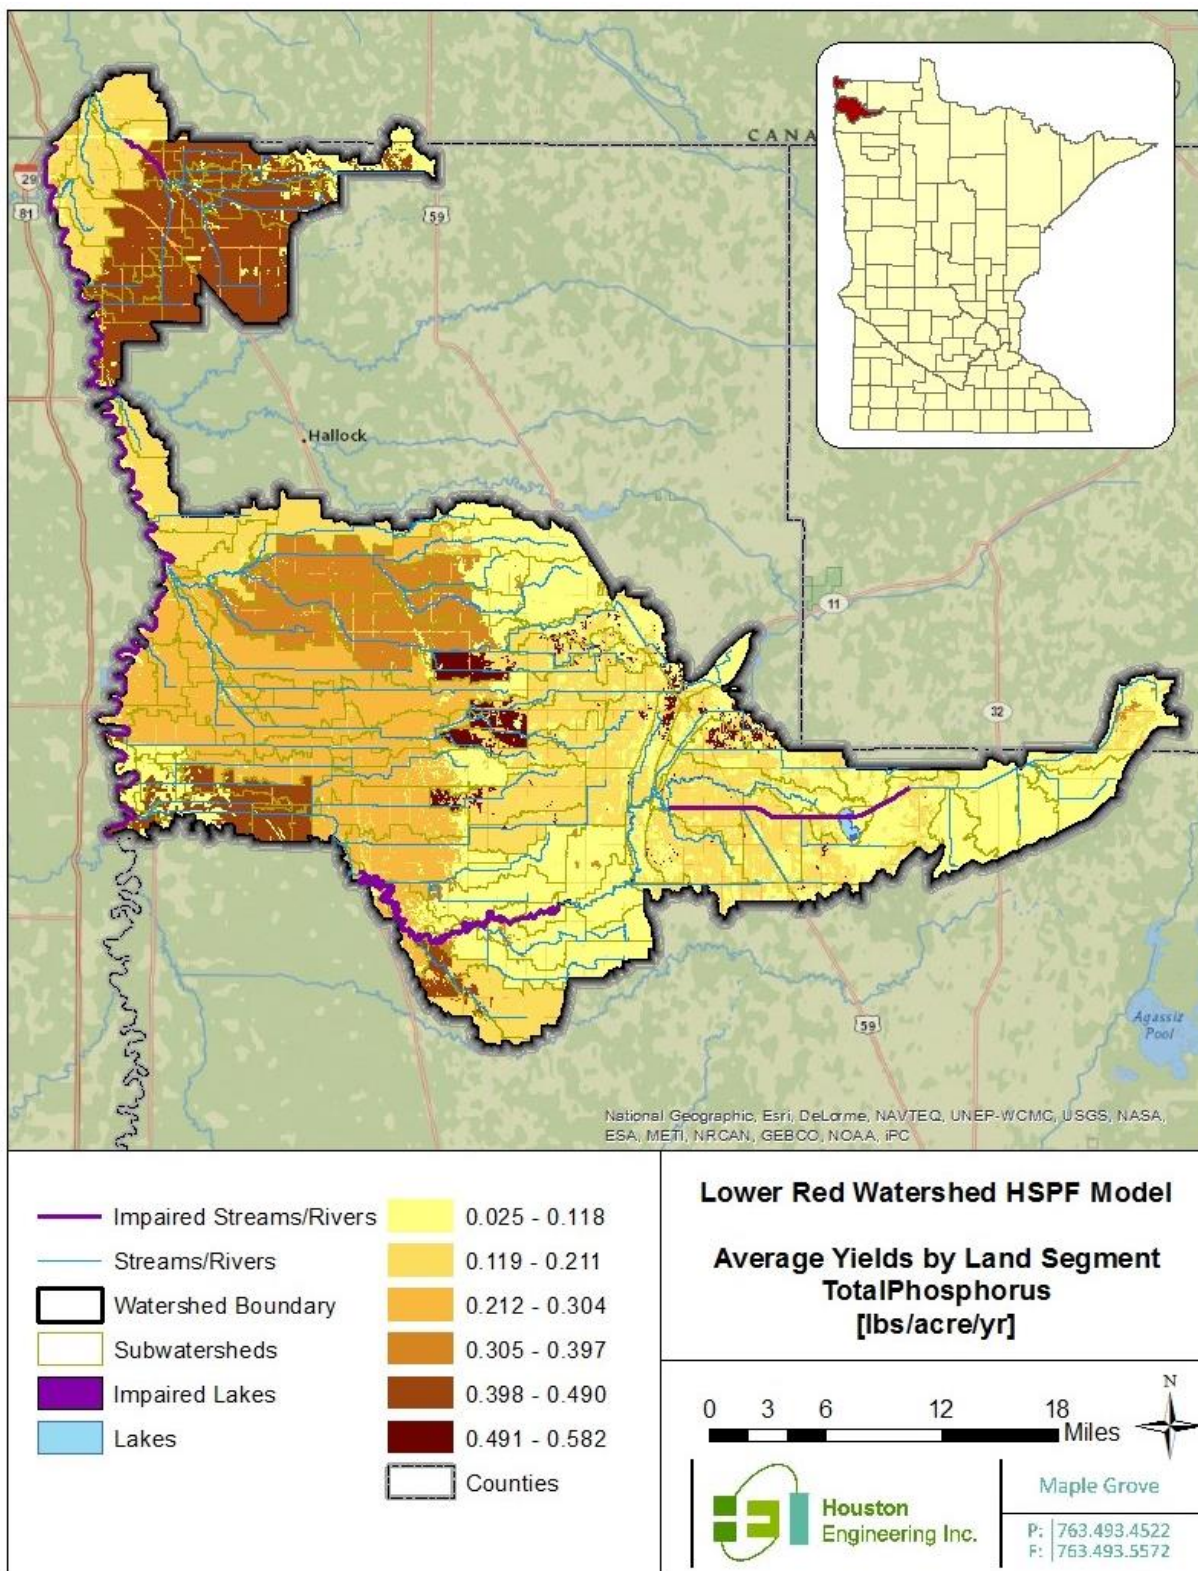 CANA
29
81
59
Hallock
11
32
59
Agassiz
Pool
National Geographic, Esri, DeLorme, NAVTEQ, UNEP-WCMC, USGS, NASA,
ESA, METI, NRCAN, GEBCO, NOAA, iPC
Impaired Streams/Rivers
Streams/Rivers
Watershed Boundary
Subwatersheds
Impaired Lakes
Lakes
0.025 - 0.118
0.119 - 0.211
0.212 - 0.304
0.305 - 0.397
0.398 - 0.490
0.491 - 0.582
Counties
Lower Red Watershed HSPF Model
Average Yields by Land Segment
TotalPhosphorus
[lbs/acre/yr]
0 3 6 12 18
Miles
N
Houston
Engineering Inc.
Maple Grove
P: 763.493.4522
F: 763.493.5572